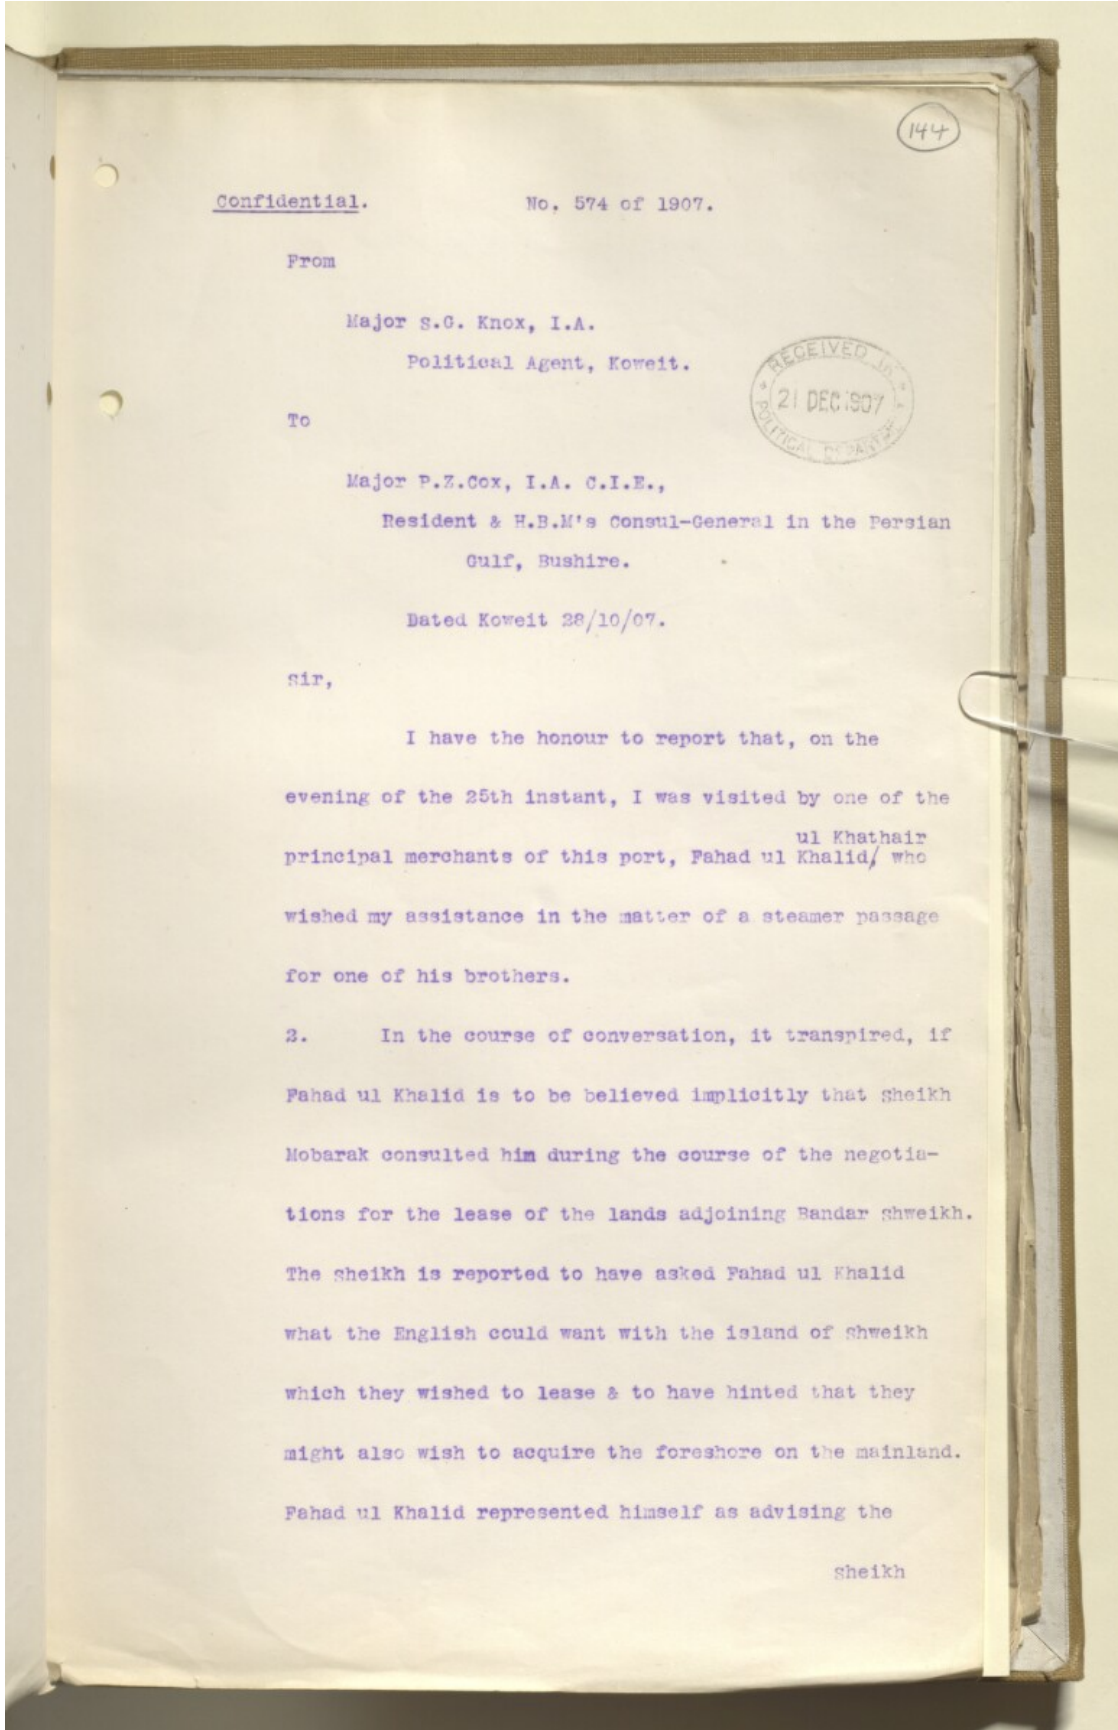 144
Confidential. No. 574 of 1907.
From
Major S.G. Knox, I.A.
Political Agent, Koweit.
RECEIVED IN
21 DEC 1907
POLITICAL DEPARTME
To
Major P.Z.Cox, I.A. C.I.E.,
Resident & H.B.M's Consul-General in the Persian
Gulf, Bushire.
Dated Koweit 28/10/07.
Sir,
I have the honour to report that, on the
evening of the 25th instant, I was visited by one of the
ul Khathair
principal merchants of this port, Fahad ul Khalid/ who
wished my assistance in the matter of a steamer passage
for one of his brothers.
2. In the course of conversation, it transpired, if
Fahad ul Khalid is to be believed implicitly that Sheikh
Mobarak consulted him during the course of the negotia-
tions for the lease of the lands adjoining Bandar Shweikh.
The Sheikh is reported to have asked Fahad ul Khalid
what the English could want with the island of Shweikh
which they wished to lease & to have hinted that they
might also wish to acquire the foreshore on the mainland.
Fahad ul Khalid represented himself as advising the
Sheikh